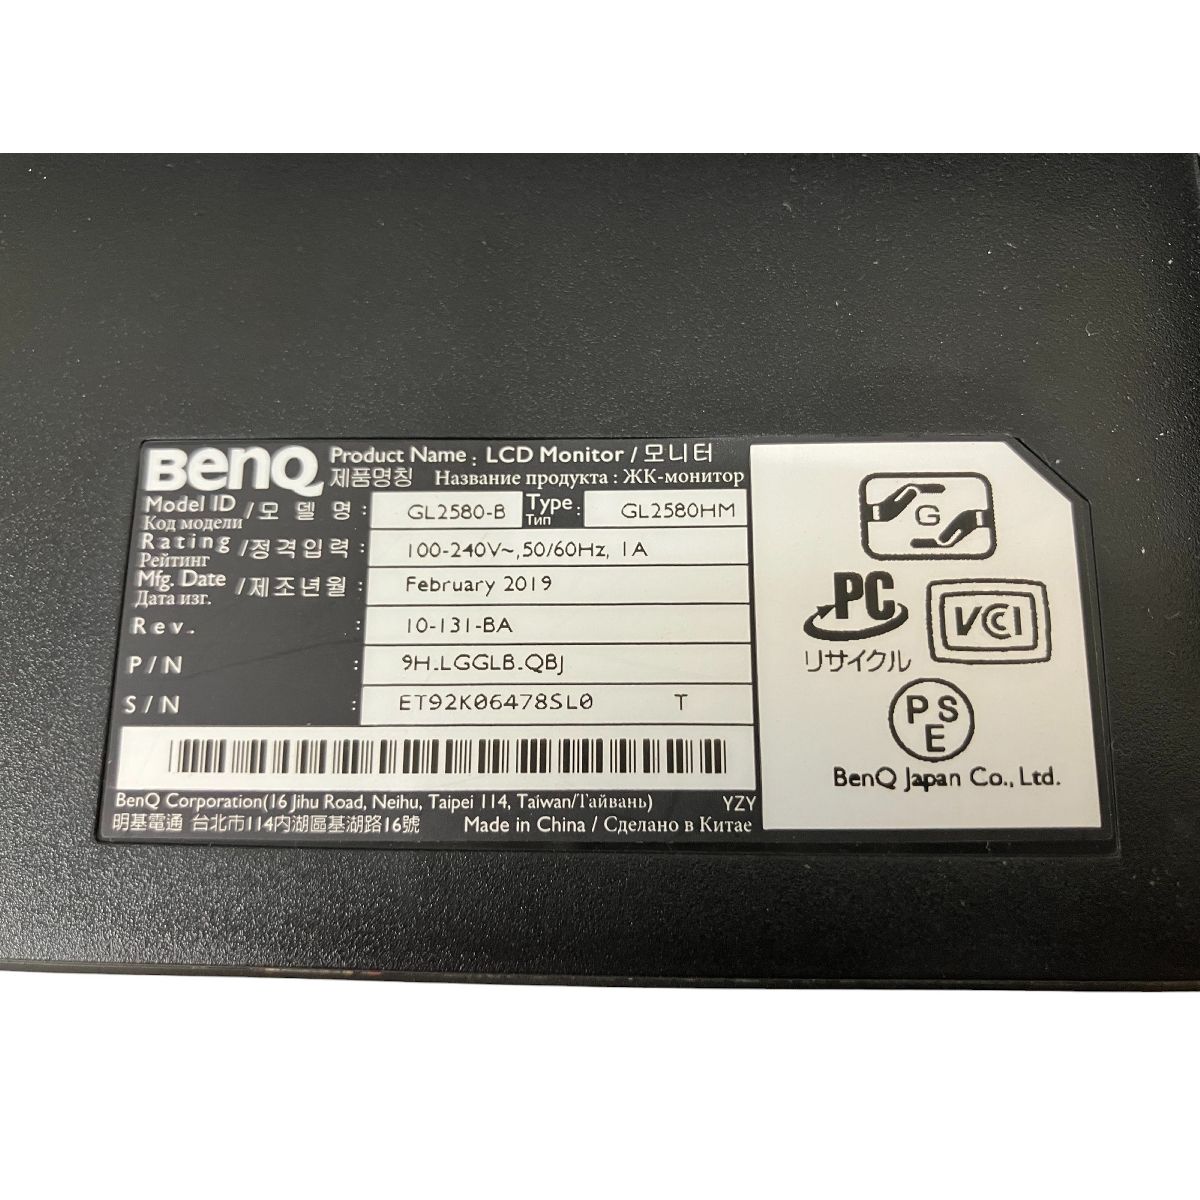 BenQ Product Name : LCD Monitor / 모니터
제품명칭 Название продукта : ЖК-монитор
Model ID / 모 델 명 : GL2580-B Type : GL2580HM
Код модели Тип
Rating / 정격입력 : 100-240V~,50/60Hz, 1A
Рейтинг
Mfg. Date / 제조년월 : February 2019
Дата изг.
Rev. : 10-131-BA
P/N : 9H.LGGLB.QBJ
S/N : ET92K06478SL0 T
BenQ Corporation(16 Jihu Road, Neihu, Taipei 114, Taiwan/Тайвань) YZY
明基電通 台北市114内湖區基湖路16號 Made in China / Сделано в Китае
G
PC
リサイクル
VCCI
PSE
BenQ Japan Co., Ltd.